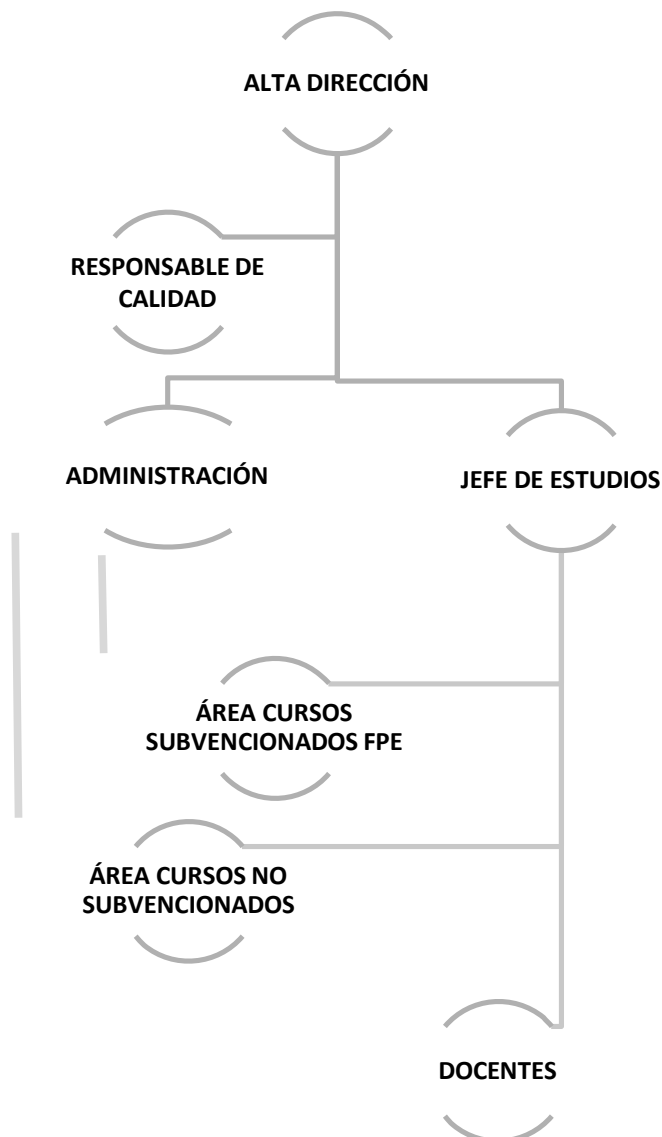 ALTA DIRECCIÓN
RESPONSABLE DE
CALIDAD
ADMINISTRACIÓN
JEFE DE ESTUDIOS
ÁREA CURSOS
SUBVENCIONADOS FPE
ÁREA CURSOS NO
SUBVENCIONADOS
DOCENTES